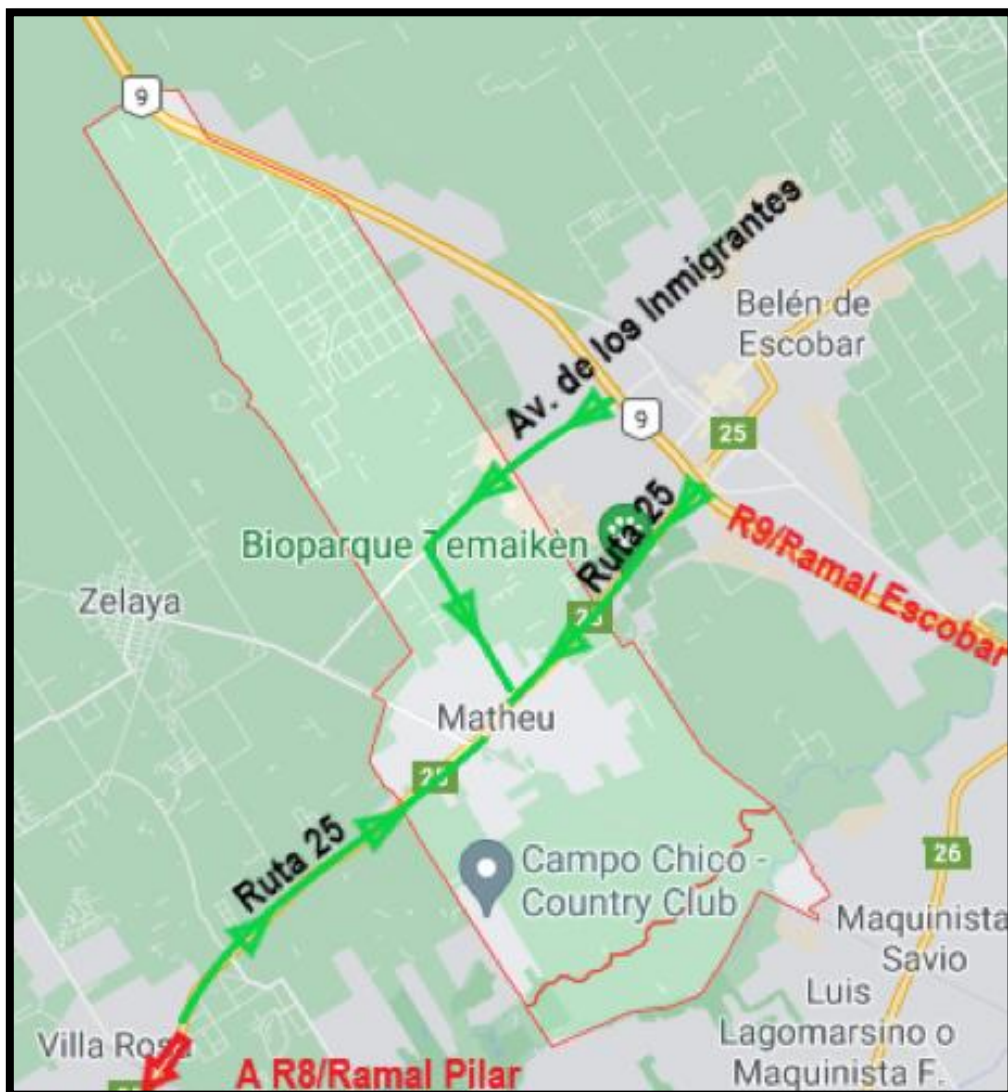 9
Av. de los Inmigrantes
Belén de
Escobar
9
25
Ruta 25
R9/Ramal Escobar
Bioparque Temaikèn
25
Zelaya
Matheu
25
Ruta 25
Campo Chico -
Country Club
26
Maquinista
Savio
Luis
Lagomarsino o
Maquinista F.
Villa Rosa
A R8/Ramal Pilar